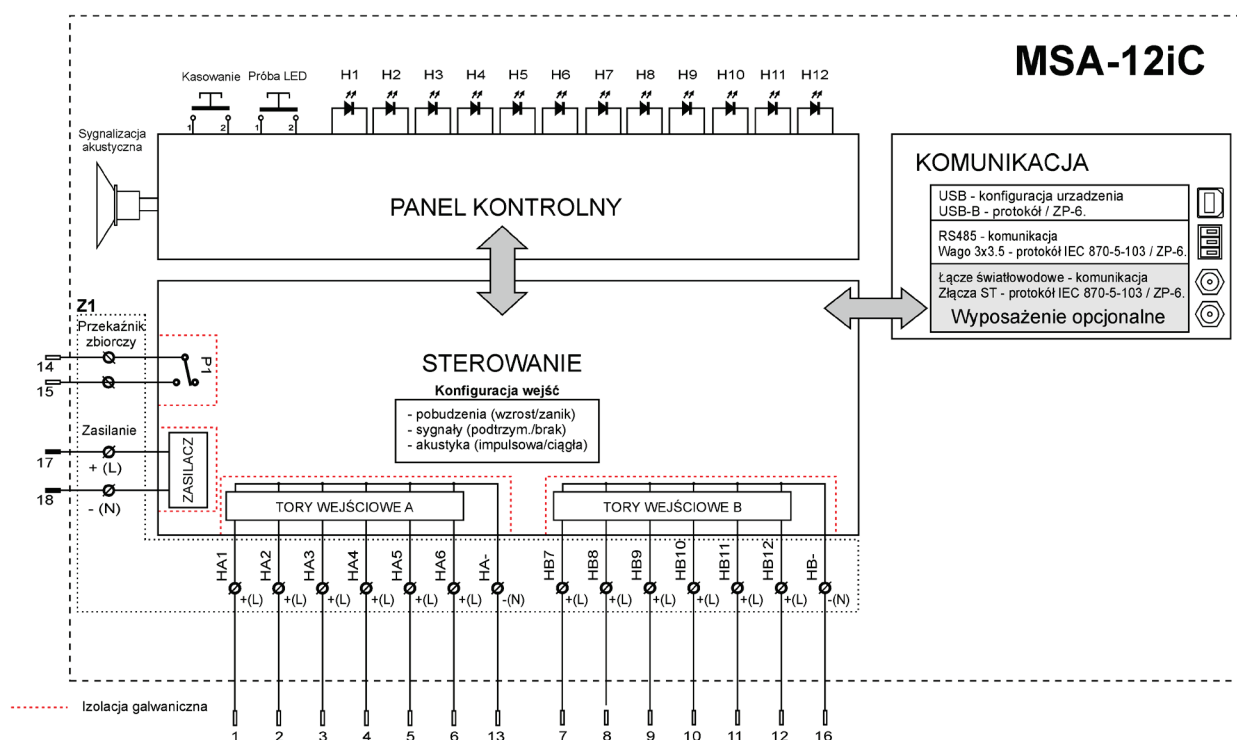 MSA-12iC
Kasowanie
Próba LED
H1 H2 H3 H4 H5 H6 H7 H8 H9 H10 H11 H12
1 2 1 2
Sygnalizacja
akustyczna
PANEL KONTROLNY
KOMUNIKACJA
USB - konfiguracja urzadzenia
USB-B - protokół / ZP-6.
RS485 - komunikacja
Wago 3x3.5 - protokół IEC 870-5-103 / ZP-6.
Łącze światłowodowe - komunikacja
Złącza ST - protokół IEC 870-5-103 / ZP-6.
Wyposażenie opcjonalne
Z1
Przekaźnik
zbiorczy
14
15
P1
STEROWANIE
Konfiguracja wejść
- pobudzenia (wzrost/zanik)
- sygnały (podtrzym./brak)
- akustyka (impulsowa/ciągła)
Zasilanie
17
+ (L)
18
- (N)
ZASILACZ
TORY WEJŚCIOWE A
TORY WEJŚCIOWE B
HA1 HA2 HA3 HA4 HA5 HA6 HA- HB7 HB8 HB9 HB10 HB11 HB12 HB-
+(L) +(L) +(L) +(L) +(L) +(L) -(N) +(L) +(L) +(L) +(L) +(L) +(L) -(N)
Izolacja galwaniczna
1 2 3 4 5 6 13 7 8 9 10 11 12 16